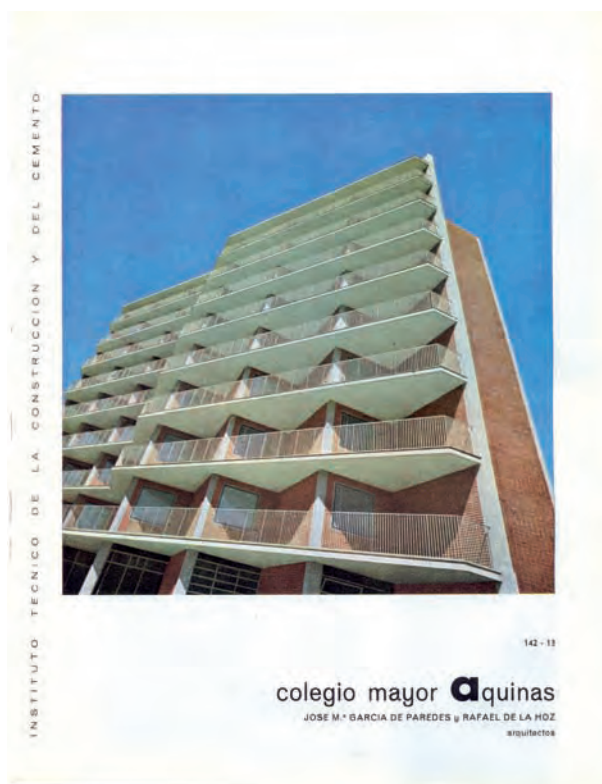 INSTITUTO TECNICO DE LA CONSTRUCCION Y DEL CEMENTO
142 - 13
colegio mayor aquinas
JOSE M.ª GARCIA DE PAREDES y RAFAEL DE LA HOZ
arquitectos